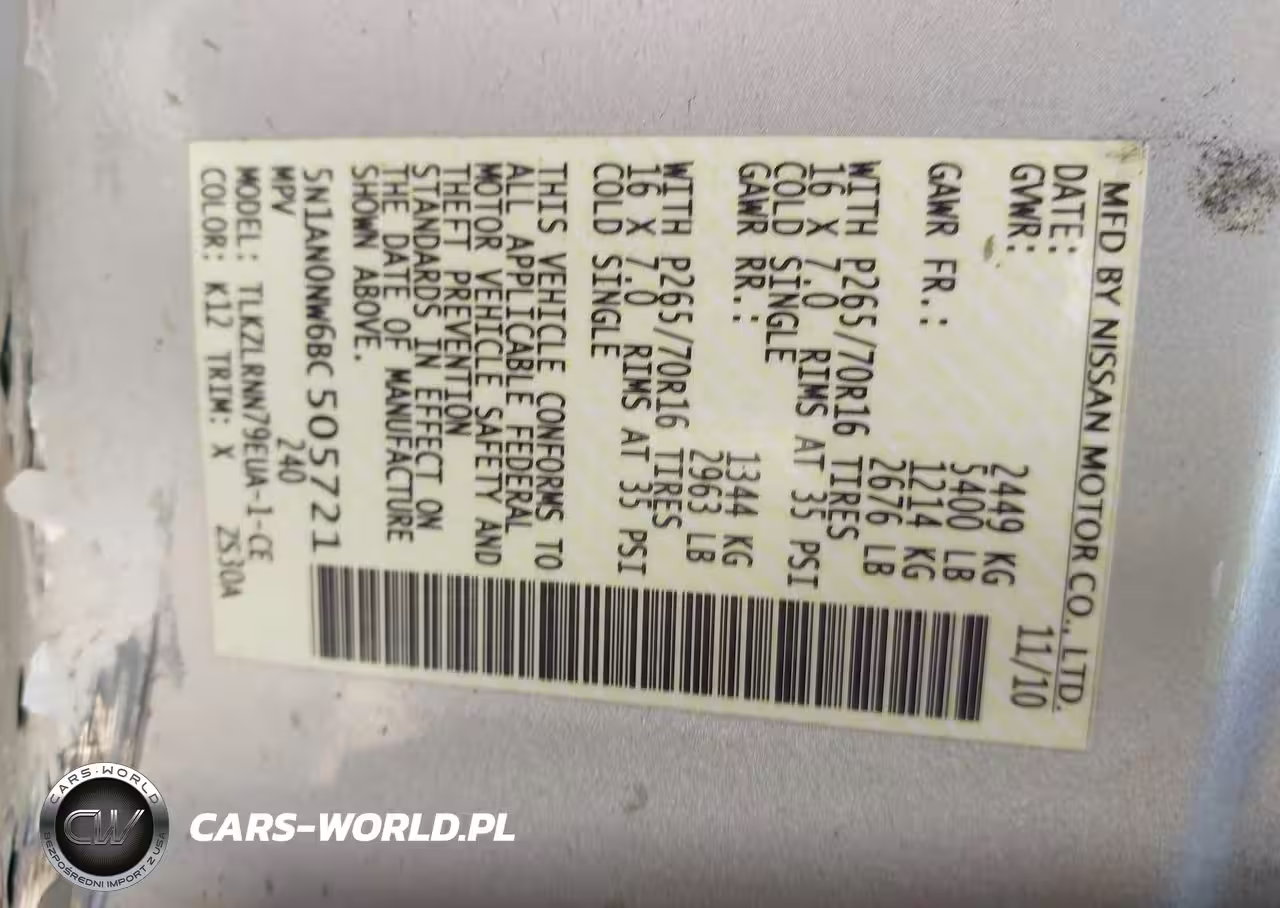 MFD BY NISSAN MOTOR CO., LTD.
DATE: 11/10
GVWR: 2449 KG
5400 LB
GAWR FR.: 1214 KG
2676 LB
WITH P265/70R16 TIRES
16 X 7.0 RIMS AT 35 PSI
COLD SINGLE
GAWR RR.: 1344 KG
2963 LB
WITH P265/70R16 TIRES
16 X 7.0 RIMS AT 35 PSI
COLD SINGLE
THIS VEHICLE CONFORMS TO
ALL APPLICABLE FEDERAL
MOTOR VEHICLE SAFETY AND
THEFT PREVENTION
STANDARDS IN EFFECT ON
THE DATE OF MANUFACTURE
SHOWN ABOVE.
5N1AN0NW6BC505721
MPV 240
MODEL: TLKZLRNN79EUA-1-CE
COLOR: K12 TRIM: X 2S30A
CARS-WORLD
CW
BEZPOŚREDNI IMPORT Z USA
CARS-WORLD.PL